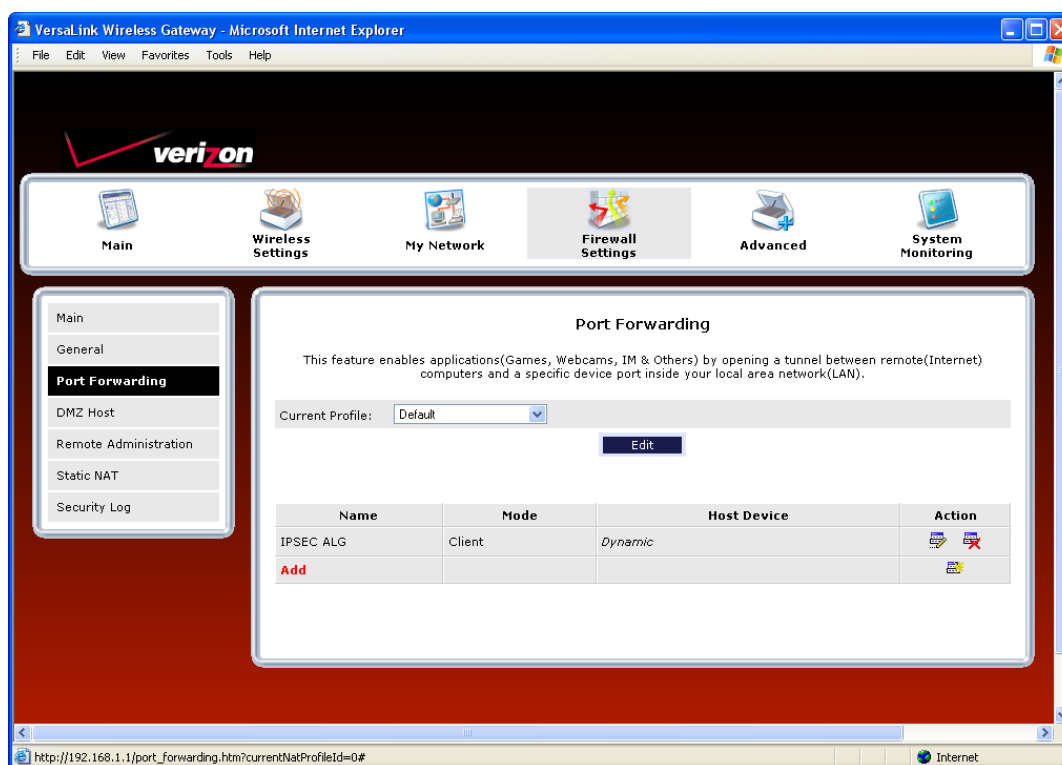 VersaLink Wireless Gateway - Microsoft Internet Explorer
File Edit View Favorites Tools Help
verizon
Main
Wireless Settings
My Network
Firewall Settings
Advanced
System Monitoring
Main
General
Port Forwarding
DMZ Host
Remote Administration
Static NAT
Security Log
Port Forwarding
This feature enables applications(Games, Webcams, IM & Others) by opening a tunnel between remote(Internet)
computers and a specific device port inside your local area network(LAN).
Current Profile: Default
Edit
Name Mode Host Device Action
IPSEC ALG Client Dynamic
Add
http://192.168.1.1/port_forwarding.htm?currentNatProfileId=0# Internet